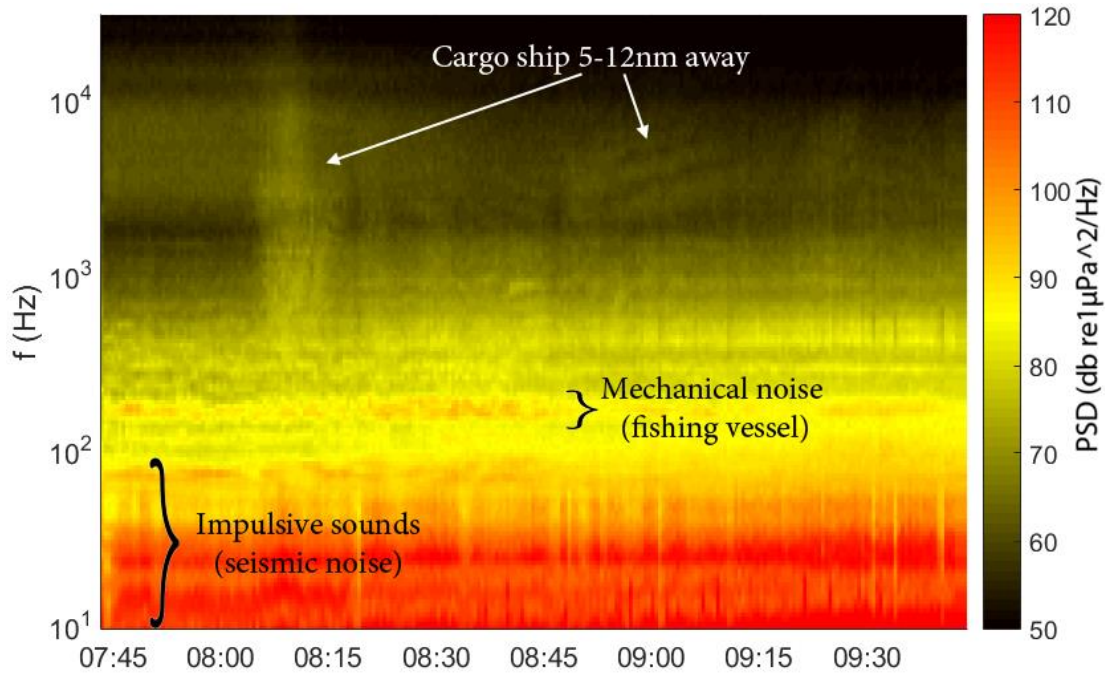 Cargo ship 5-12nm away
Mechanical noise
(fishing vessel)
Impulsive sounds
(seismic noise)
f (Hz)
10^4
10^3
10^2
10^1
07:45 08:00 08:15 08:30 08:45 09:00 09:15 09:30
120
110
100
90
80
70
60
50
PSD (db re1µPa^2/Hz)